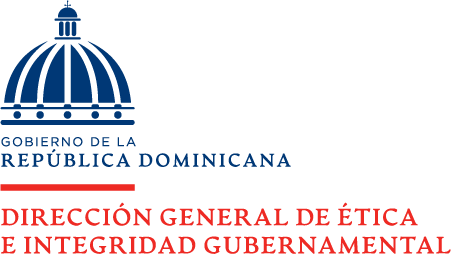 GOBIERNO DE LA
REPÚBLICA DOMINICANA
DIRECCIÓN GENERAL DE ÉTICA
E INTEGRIDAD GUBERNAMENTAL